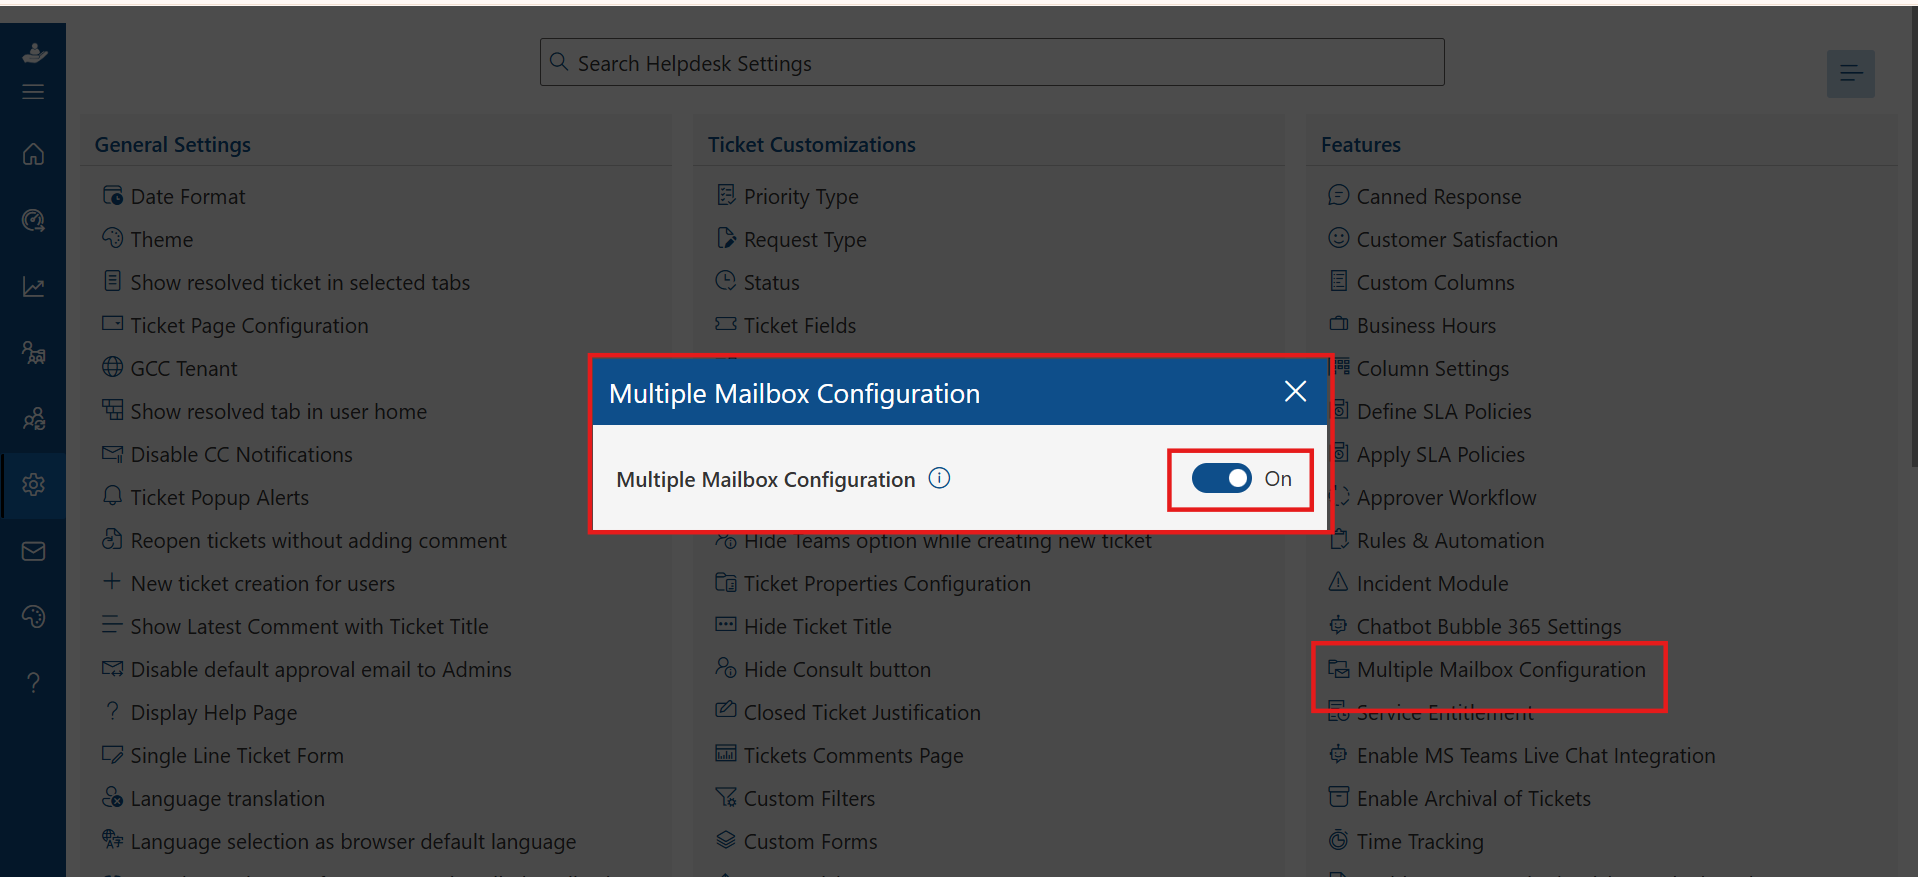 Search Helpdesk Settings
General Settings
Date Format
Theme
Show resolved ticket in selected tabs
Ticket Page Configuration
GCC Tenant
Show resolved tab in user home
Disable CC Notifications
Ticket Popup Alerts
Reopen tickets without adding comment
New ticket creation for users
Show Latest Comment with Ticket Title
Disable default approval email to Admins
Display Help Page
Single Line Ticket Form
Language translation
Language selection as browser default language
Ticket Customizations
Priority Type
Request Type
Status
Ticket Fields
Hide Teams option while creating new ticket
Ticket Properties Configuration
Hide Ticket Title
Hide Consult button
Closed Ticket Justification
Tickets Comments Page
Custom Filters
Custom Forms
Features
Canned Response
Customer Satisfaction
Custom Columns
Business Hours
Column Settings
Define SLA Policies
Apply SLA Policies
Approver Workflow
Rules & Automation
Incident Module
Chatbot Bubble 365 Settings
Multiple Mailbox Configuration
Service Entitlement
Enable MS Teams Live Chat Integration
Enable Archival of Tickets
Time Tracking
Multiple Mailbox Configuration
Multiple Mailbox Configuration
On